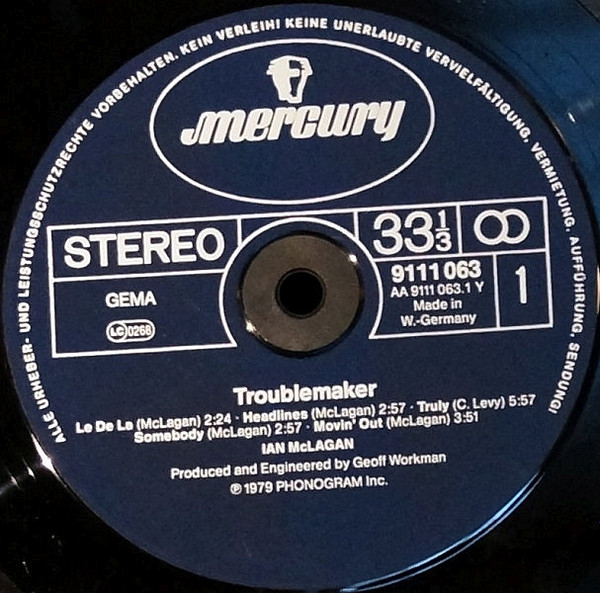 ALLE URHEBER- UND LEISTUNGSSCHUTZRECHTE VORBEHALTEN. KEIN VERLEIH! KEINE UNERLAUBTE VERVIELFÄLTIGUNG, VERMIETUNG, AUFFÜHRUNG, SENDUNG!
mercury
STEREO
33 1/3
GEMA
LC 0268
9111 063
AA 9111 063.1 Y
Made in
W.-Germany
1
Troublemaker
Le De La (McLagan) 2:24 · Headlines (McLagan) 2:57 · Truly (C. Levy) 5:57
Somebody (McLagan) 2:57 · Movin' Out (McLagan) 3:51
IAN McLAGAN
Produced and Engineered by Geoff Workman
℗ 1979 PHONOGRAM Inc.